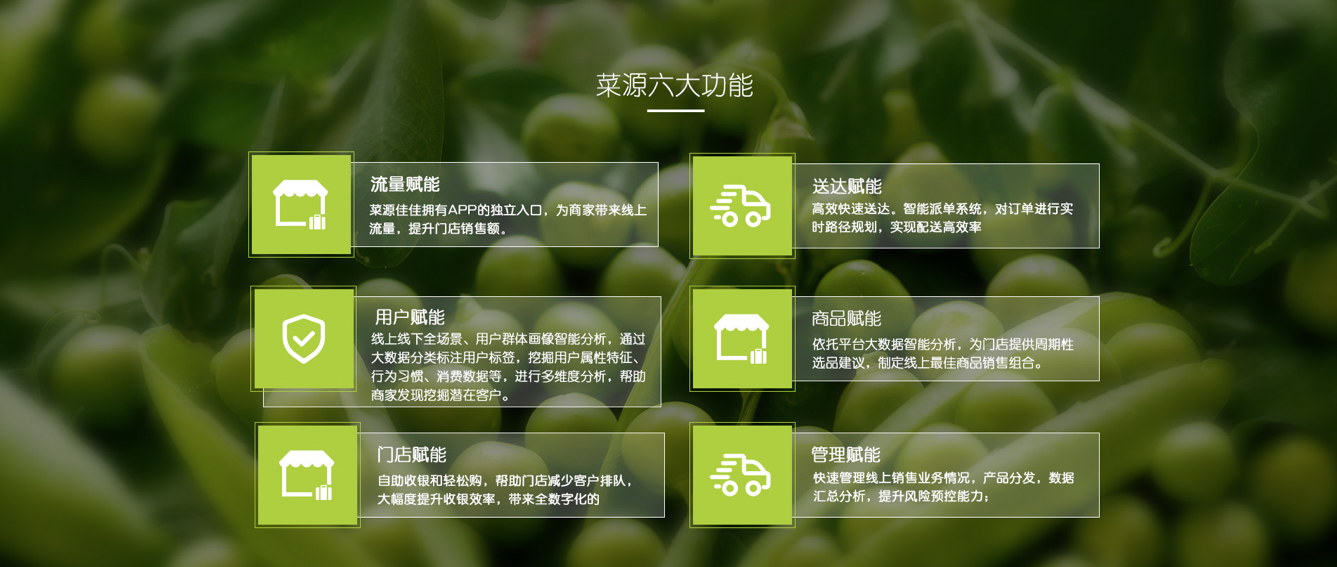 菜源六大功能
流量赋能
菜源佳佳拥有APP的独立入口，为商家带来线上
流量，提升门店销售额。
送达赋能
高效快速送达。智能派单系统，对订单进行实
时路径规划，实现配送高效率
用户赋能
线上线下全场景、用户群体画像智能分析，通过
大数据分类标注用户标签，挖掘用户属性特征、
行为习惯、消费数据等，进行多维度分析，帮助
商家发现挖掘潜在客户。
商品赋能
依托平台大数据智能分析，为门店提供周期性
选品建议，制定线上最佳商品销售组合。
门店赋能
自助收银和轻松购，帮助门店减少客户排队，
大幅度提升收银效率，带来全数字化的
管理赋能
快速管理线上销售业务情况，产品分发，数据
汇总分析，提升风险预控能力；